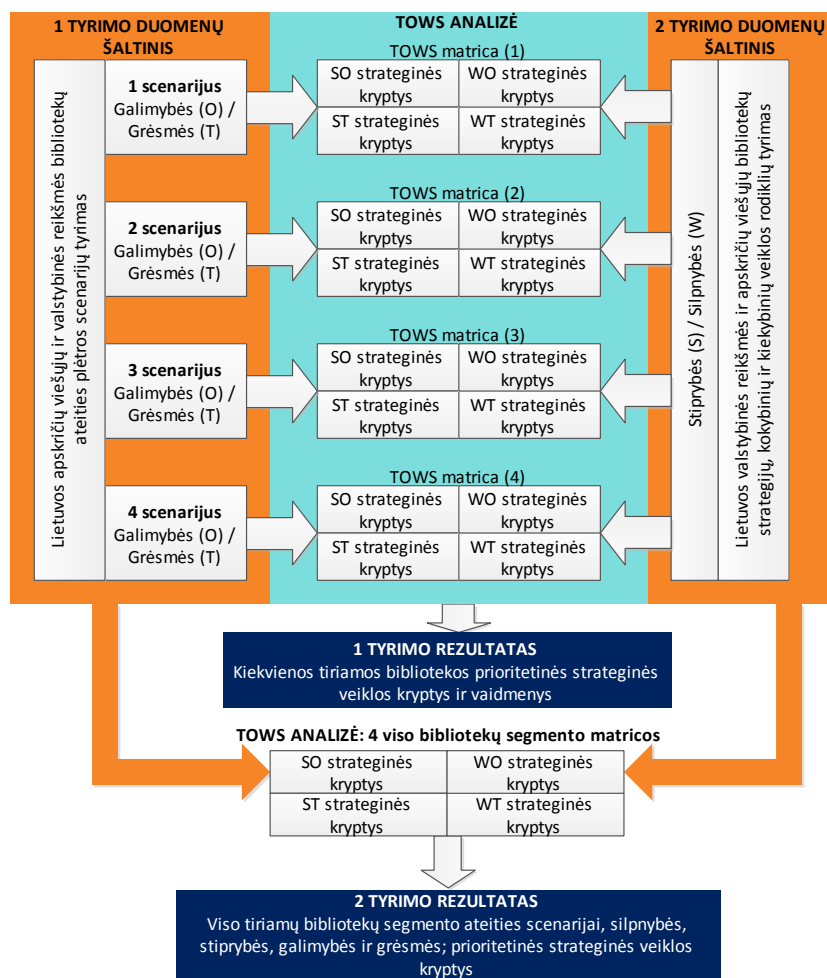 1 TYRIMO DUOMENŲ
ŠALTINIS
Lietuvos apskričių viešųjų ir valstybinės reikšmės bibliotekų
ateities plėtros scenarijų tyrimas
1 scenarijus
Galimybės (O) /
Grėsmės (T)
2 scenarijus
Galimybės (O) /
Grėsmės (T)
3 scenarijus
Galimybės (O) /
Grėsmės (T)
4 scenarijus
Galimybės (O) /
Grėsmės (T)
TOWS ANALIZĖ
TOWS matrica (1)
SO strateginės
kryptys
WO strateginės
kryptys
ST strateginės
kryptys
WT strateginės
kryptys
TOWS matrica (2)
SO strateginės
kryptys
WO strateginės
kryptys
ST strateginės
kryptys
WT strateginės
kryptys
TOWS matrica (3)
SO strateginės
kryptys
WO strateginės
kryptys
ST strateginės
kryptys
WT strateginės
kryptys
TOWS matrica (4)
SO strateginės
kryptys
WO strateginės
kryptys
ST strateginės
kryptys
WT strateginės
kryptys
2 TYRIMO DUOMENŲ
ŠALTINIS
Stiprybės (S) / Silpnybės (W)
Lietuvos valstybinės reikšmės ir apskričių viešųjų bibliotekų
strategijų, kokybinių ir kiekybinių veiklos rodiklių tyrimas
1 TYRIMO REZULTATAS
Kiekvienos tiriamos bibliotekos prioritetinės strateginės
veiklos kryptys ir vaidmenys
TOWS ANALIZĖ: 4 viso bibliotekų segmento matricos
SO strateginės
kryptys
WO strateginės
kryptys
ST strateginės
kryptys
WT strateginės
kryptys
2 TYRIMO REZULTATAS
Viso tiriamų bibliotekų segmento ateities scenarijai, silpnybės,
stiprybės, galimybės ir grėsmės; prioritetinės strateginės veiklos
kryptys